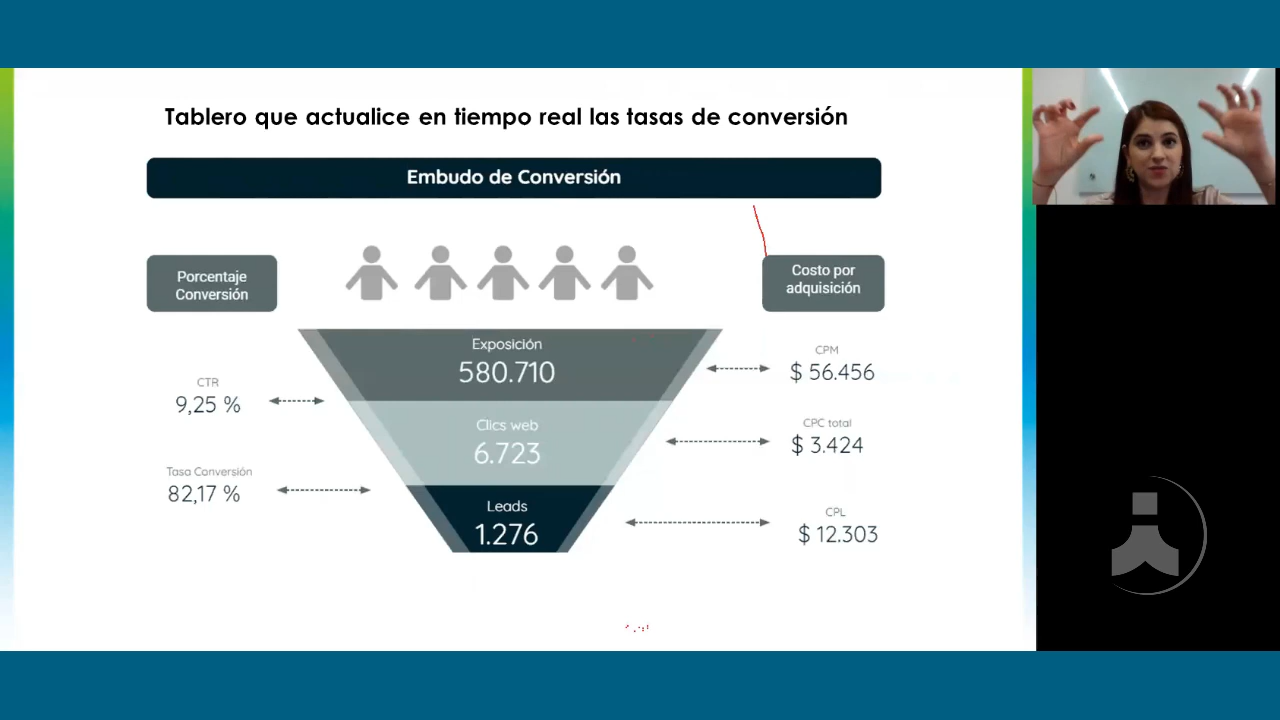 Tablero que actualice en tiempo real las tasas de conversión
Embudo de Conversión
Porcentaje
Conversión
Costo por
adquisición
Exposición
580.710
CPM
$ 56.456
CTR
9,25 %
Clics web
6.723
CPC total
$ 3.424
Tasa Conversión
82,17 %
Leads
1.276
CPL
$ 12.303